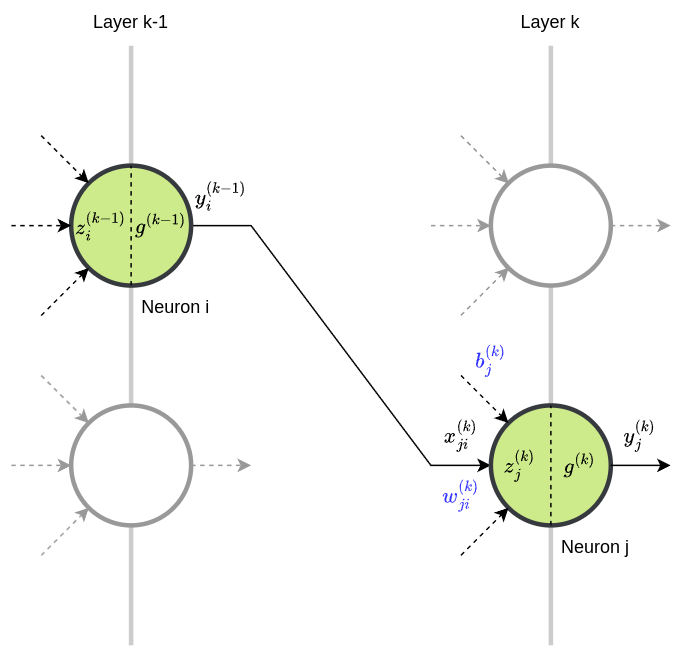 Layer k-1
Layer k
y_i^{(k-1)}
z_i^{(k-1)} g^{(k-1)}
Neuron i
b_j^{(k)}
x_{ji}^{(k)}
y_j^{(k)}
z_j^{(k)} g^{(k)}
w_{ji}^{(k)}
Neuron j